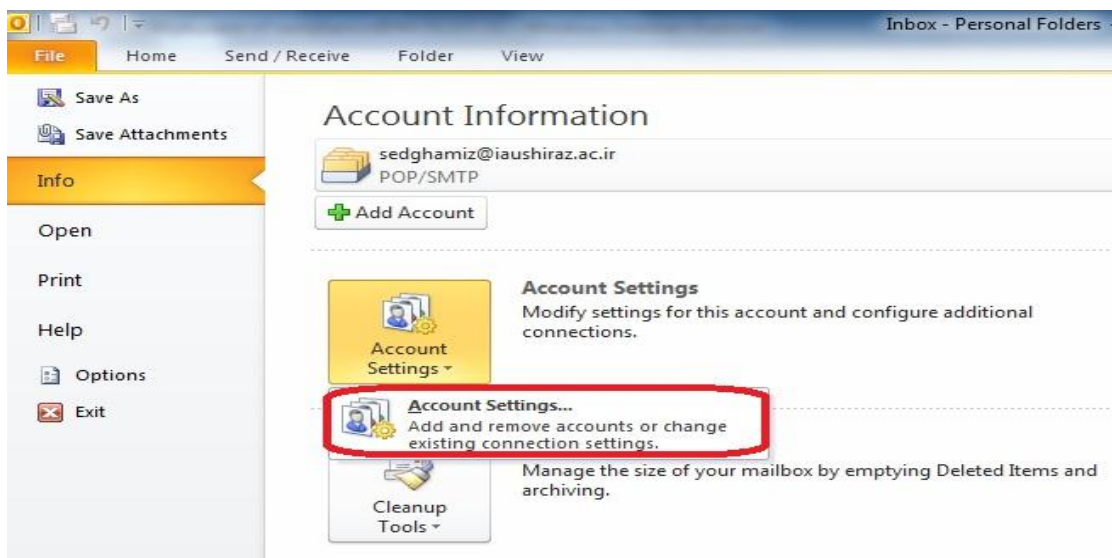 Inbox - Personal Folders
File Home Send / Receive Folder View
Save As
Save Attachments
Info
Open
Print
Help
Options
Exit
Account Information
sedghamiz@iaushiraz.ac.ir
POP/SMTP
Add Account
Account
Settings
Account Settings
Modify settings for this account and configure additional
connections.
Account Settings...
Add and remove accounts or change
existing connection settings.
Cleanup
Tools
Manage the size of your mailbox by emptying Deleted Items and
archiving.